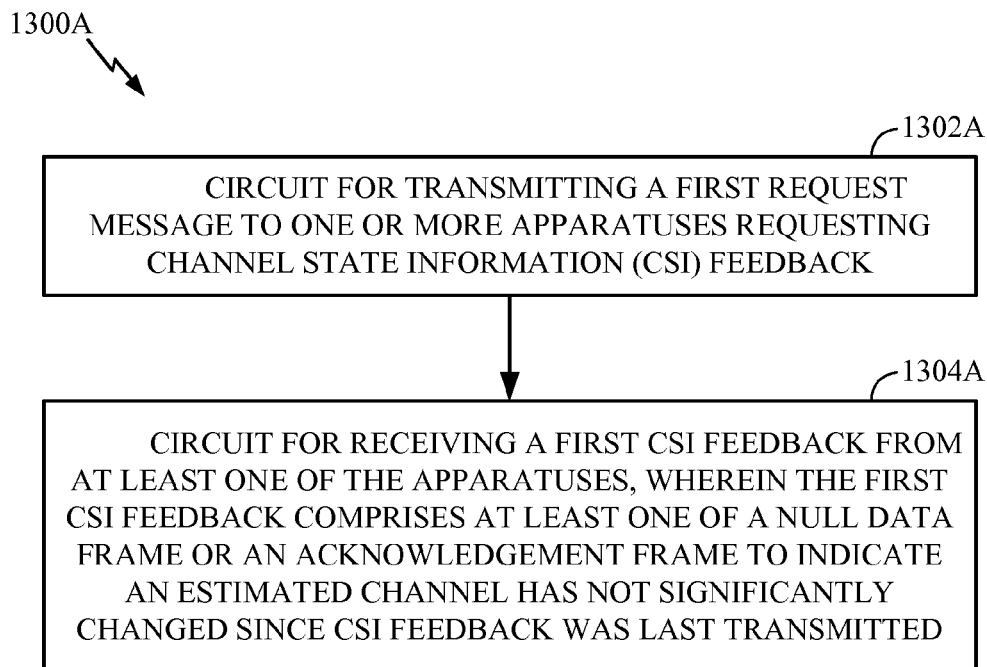 1300A
1302A
CIRCUIT FOR TRANSMITTING A FIRST REQUEST
MESSAGE TO ONE OR MORE APPARATUSES REQUESTING
CHANNEL STATE INFORMATION (CSI) FEEDBACK
1304A
CIRCUIT FOR RECEIVING A FIRST CSI FEEDBACK FROM
AT LEAST ONE OF THE APPARATUSES, WHEREIN THE FIRST
CSI FEEDBACK COMPRISES AT LEAST ONE OF A NULL DATA
FRAME OR AN ACKNOWLEDGEMENT FRAME TO INDICATE
AN ESTIMATED CHANNEL HAS NOT SIGNIFICANTLY
CHANGED SINCE CSI FEEDBACK WAS LAST TRANSMITTED